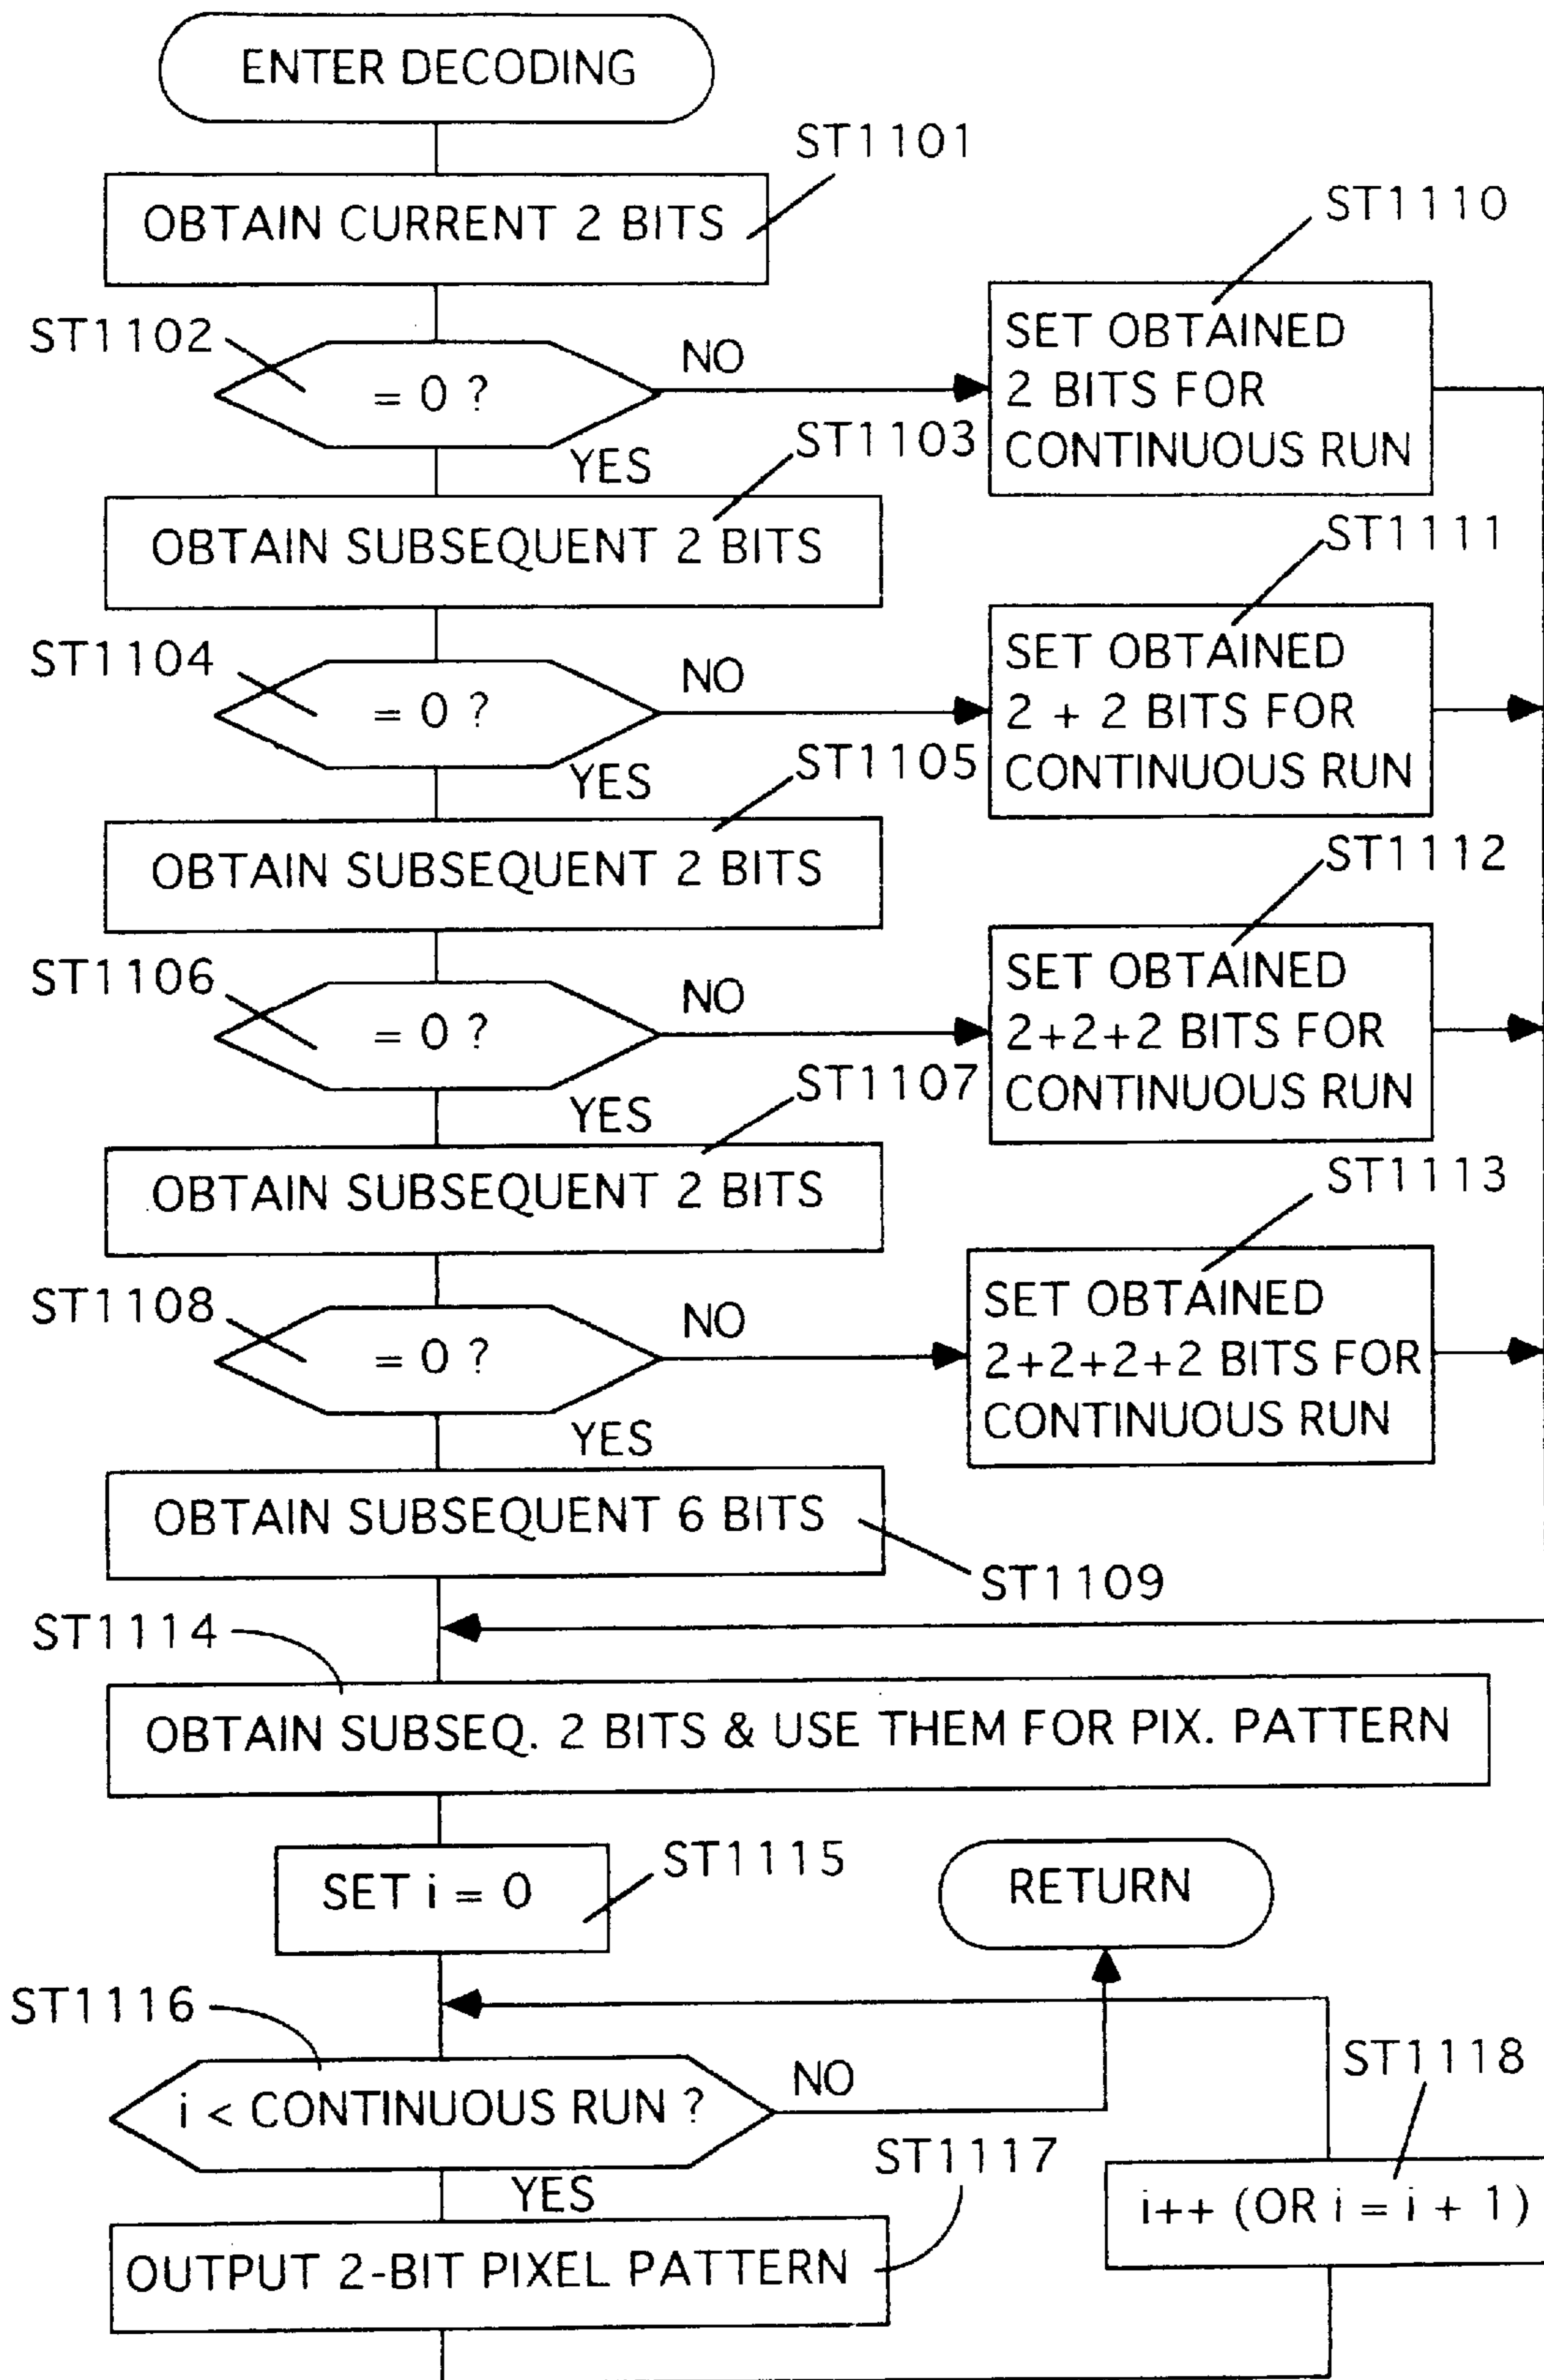 ENTER DECODING
ST1101
OBTAIN CURRENT 2 BITS
ST1110
ST1102
= 0 ?
NO
SET OBTAINED
2 BITS FOR
CONTINUOUS RUN
YES
ST1103
OBTAIN SUBSEQUENT 2 BITS
ST1111
ST1104
= 0 ?
NO
SET OBTAINED
2 + 2 BITS FOR
CONTINUOUS RUN
YES
ST1105
OBTAIN SUBSEQUENT 2 BITS
ST1112
ST1106
= 0 ?
NO
SET OBTAINED
2+2+2 BITS FOR
CONTINUOUS RUN
YES
ST1107
OBTAIN SUBSEQUENT 2 BITS
ST1113
ST1108
= 0 ?
NO
SET OBTAINED
2+2+2+2 BITS FOR
CONTINUOUS RUN
YES
OBTAIN SUBSEQUENT 6 BITS
ST1109
ST1114
OBTAIN SUBSEQ. 2 BITS & USE THEM FOR PIX. PATTERN
SET i = 0
ST1115
RETURN
ST1116
i < CONTINUOUS RUN ?
NO
ST1118
YES
ST1117
i++ (OR i = i + 1)
OUTPUT 2-BIT PIXEL PATTERN